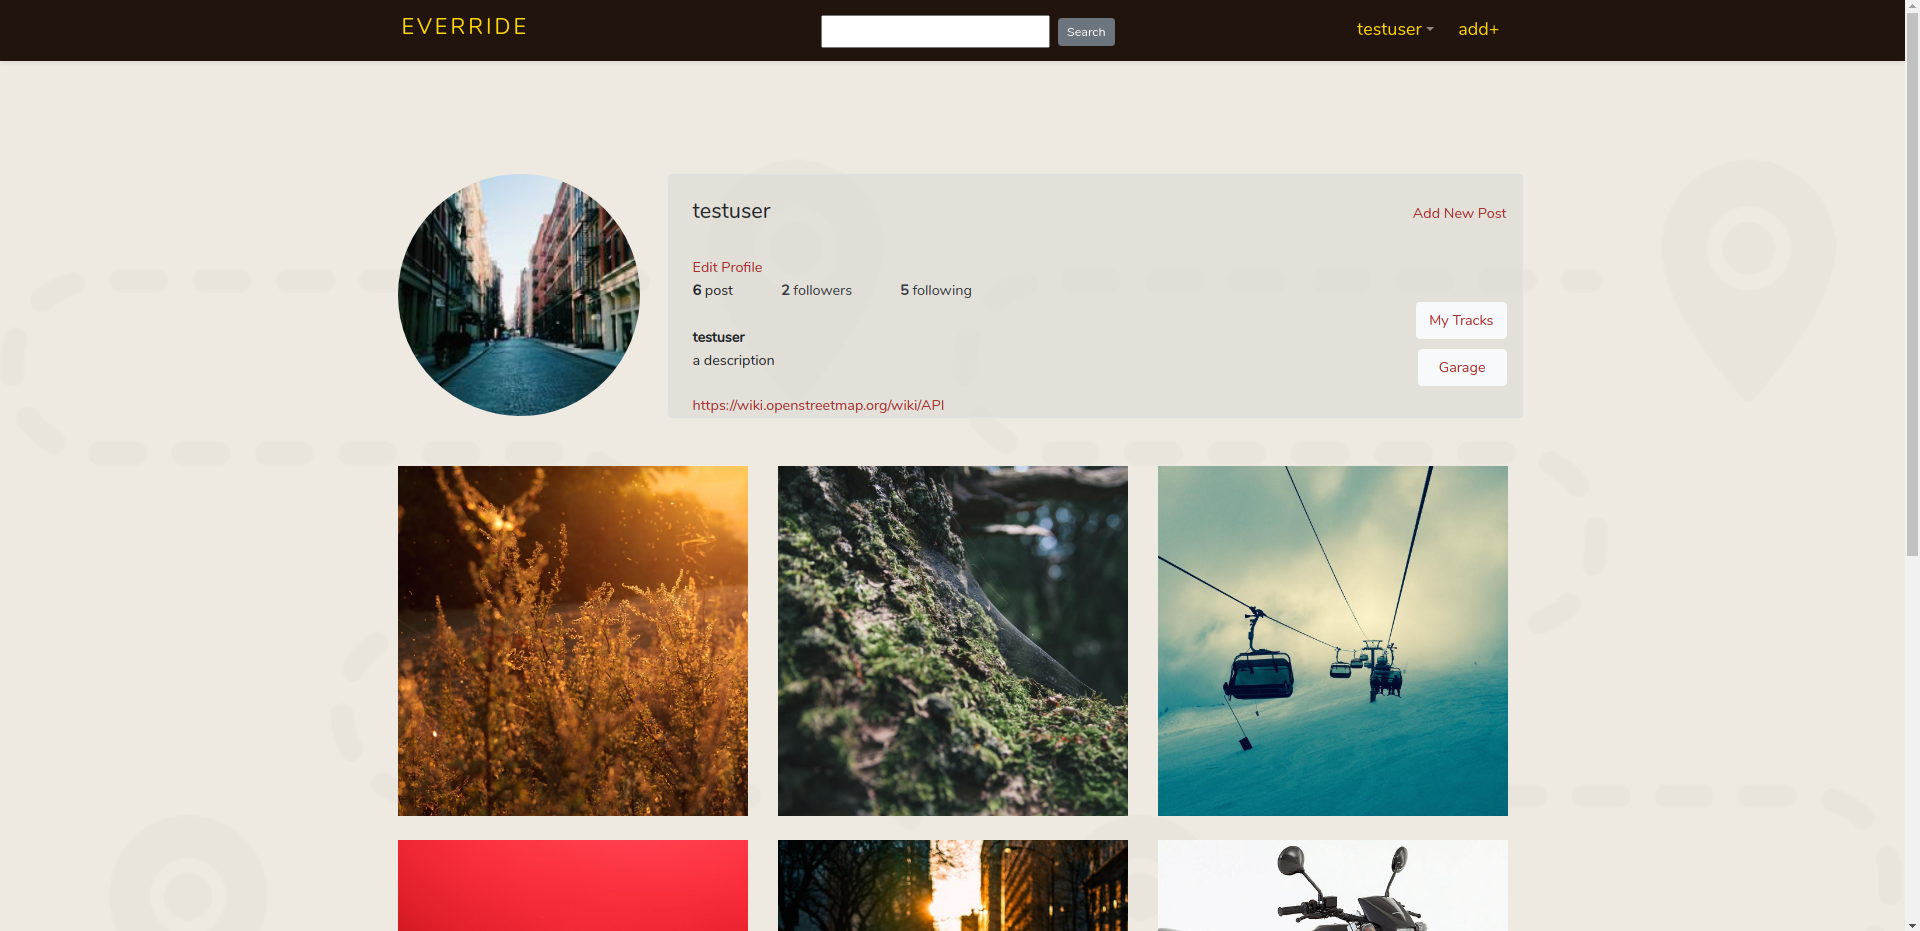 EVERRIDE
Search
testuser
add+
testuser
Add New Post
Edit Profile
6 post 2 followers 5 following
My Tracks
testuser
a description
Garage
https://wiki.openstreetmap.org/wiki/API